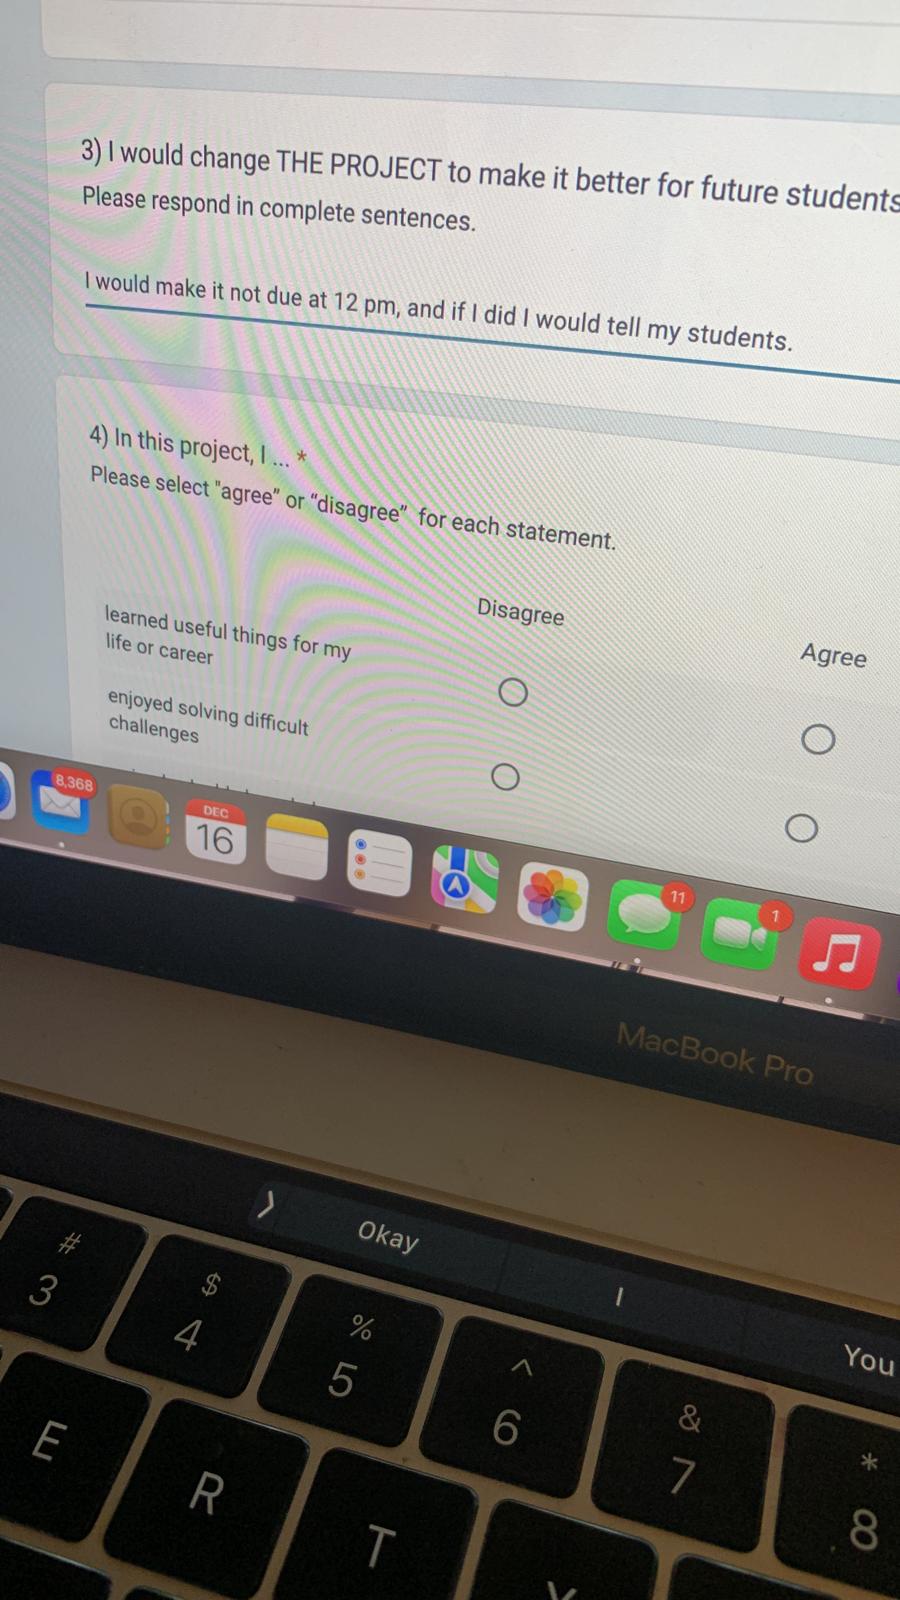 3) I would change THE PROJECT to make it better for future students
Please respond in complete sentences.
I would make it not due at 12 pm, and if I did I would tell my students.
4) In this project, I ... *
Please select "agree" or “disagree” for each statement.
Disagree
Agree
learned useful things for my
life or career
enjoyed solving difficult
challenges
8,368
DEC
16
11
1
MacBook Pro
Okay
I
You
#
3
$
4
%
5
^
6
&
7
*
8
E
R
T
Y